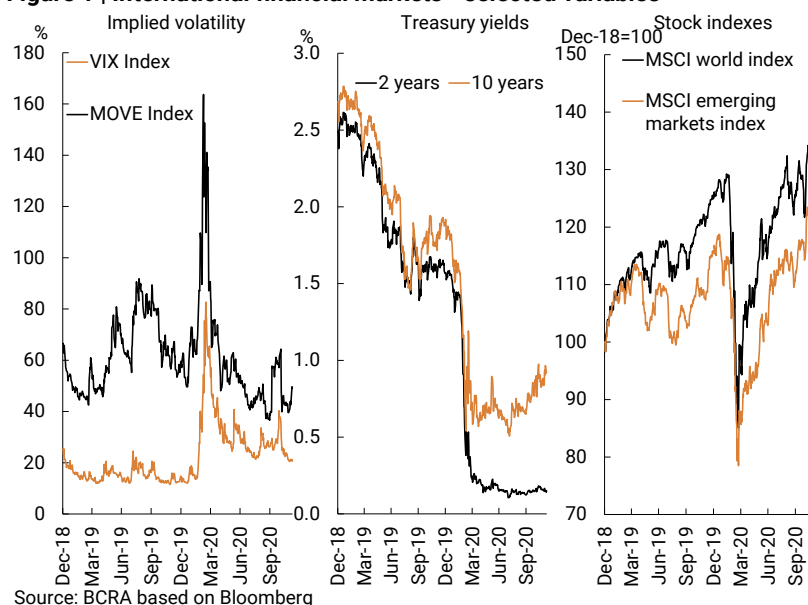 Implied volatility
%
VIX Index
MOVE Index
180
160
140
120
100
80
60
40
20
0
Dec-18
Mar-19
Jun-19
Sep-19
Dec-19
Mar-20
Jun-20
Sep-20
Treasury yields
%
2 years
10 years
3.0
2.5
2.0
1.5
1.0
0.5
0.0
Dec-18
Mar-19
Jun-19
Sep-19
Dec-19
Mar-20
Jun-20
Sep-20
Stock indexes
Dec-18=100
MSCI world index
MSCI emerging
markets index
150
140
130
120
110
100
90
80
70
Dec-18
Mar-19
Jun-19
Sep-19
Dec-19
Mar-20
Jun-20
Sep-20
Source: BCRA based on Bloomberg